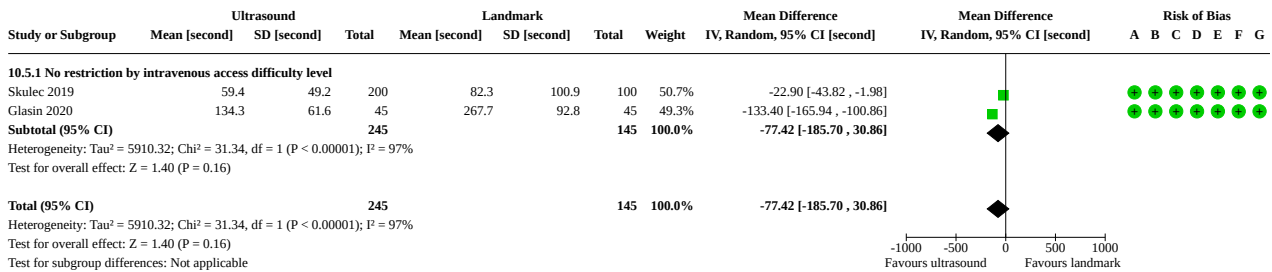 Ultrasound Landmark Mean Difference Mean Difference Risk of Bias
Study or Subgroup Mean [second] SD [second] Total Mean [second] SD [second] Total Weight IV, Random, 95% CI [second] IV, Random, 95% CI [second] A B C D E F G
10.5.1 No restriction by intravenous access difficulty level
Skulec 2019 59.4 49.2 200 82.3 100.9 100 50.7% -22.90 [-43.82 , -1.98] + + + + + + +
Glasin 2020 134.3 61.6 45 267.7 92.8 45 49.3% -133.40 [-165.94 , -100.86] + + + + + + +
Subtotal (95% CI) 245 145 100.0% -77.42 [-185.70 , 30.86]
Heterogeneity: Tau² = 5910.32; Chi² = 31.34, df = 1 (P < 0.00001); I² = 97%
Test for overall effect: Z = 1.40 (P = 0.16)
Total (95% CI) 245 145 100.0% -77.42 [-185.70 , 30.86]
Heterogeneity: Tau² = 5910.32; Chi² = 31.34, df = 1 (P < 0.00001); I² = 97%
Test for overall effect: Z = 1.40 (P = 0.16) -1000 -500 0 500 1000
Test for subgroup differences: Not applicable Favours ultrasound Favours landmark